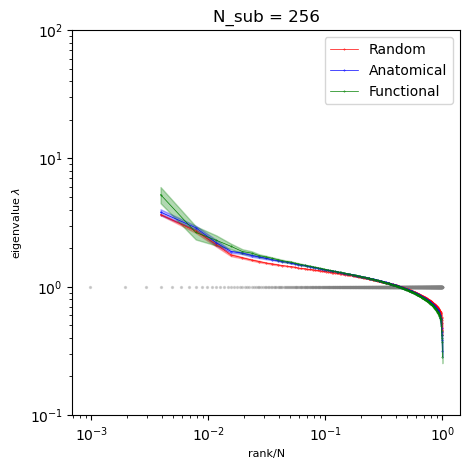 N_sub = 256
10²
10¹
10⁰
10⁻¹
eigenvalue λ
Random
Anatomical
Functional
10⁻³
10⁻²
10⁻¹
10⁰
rank/N